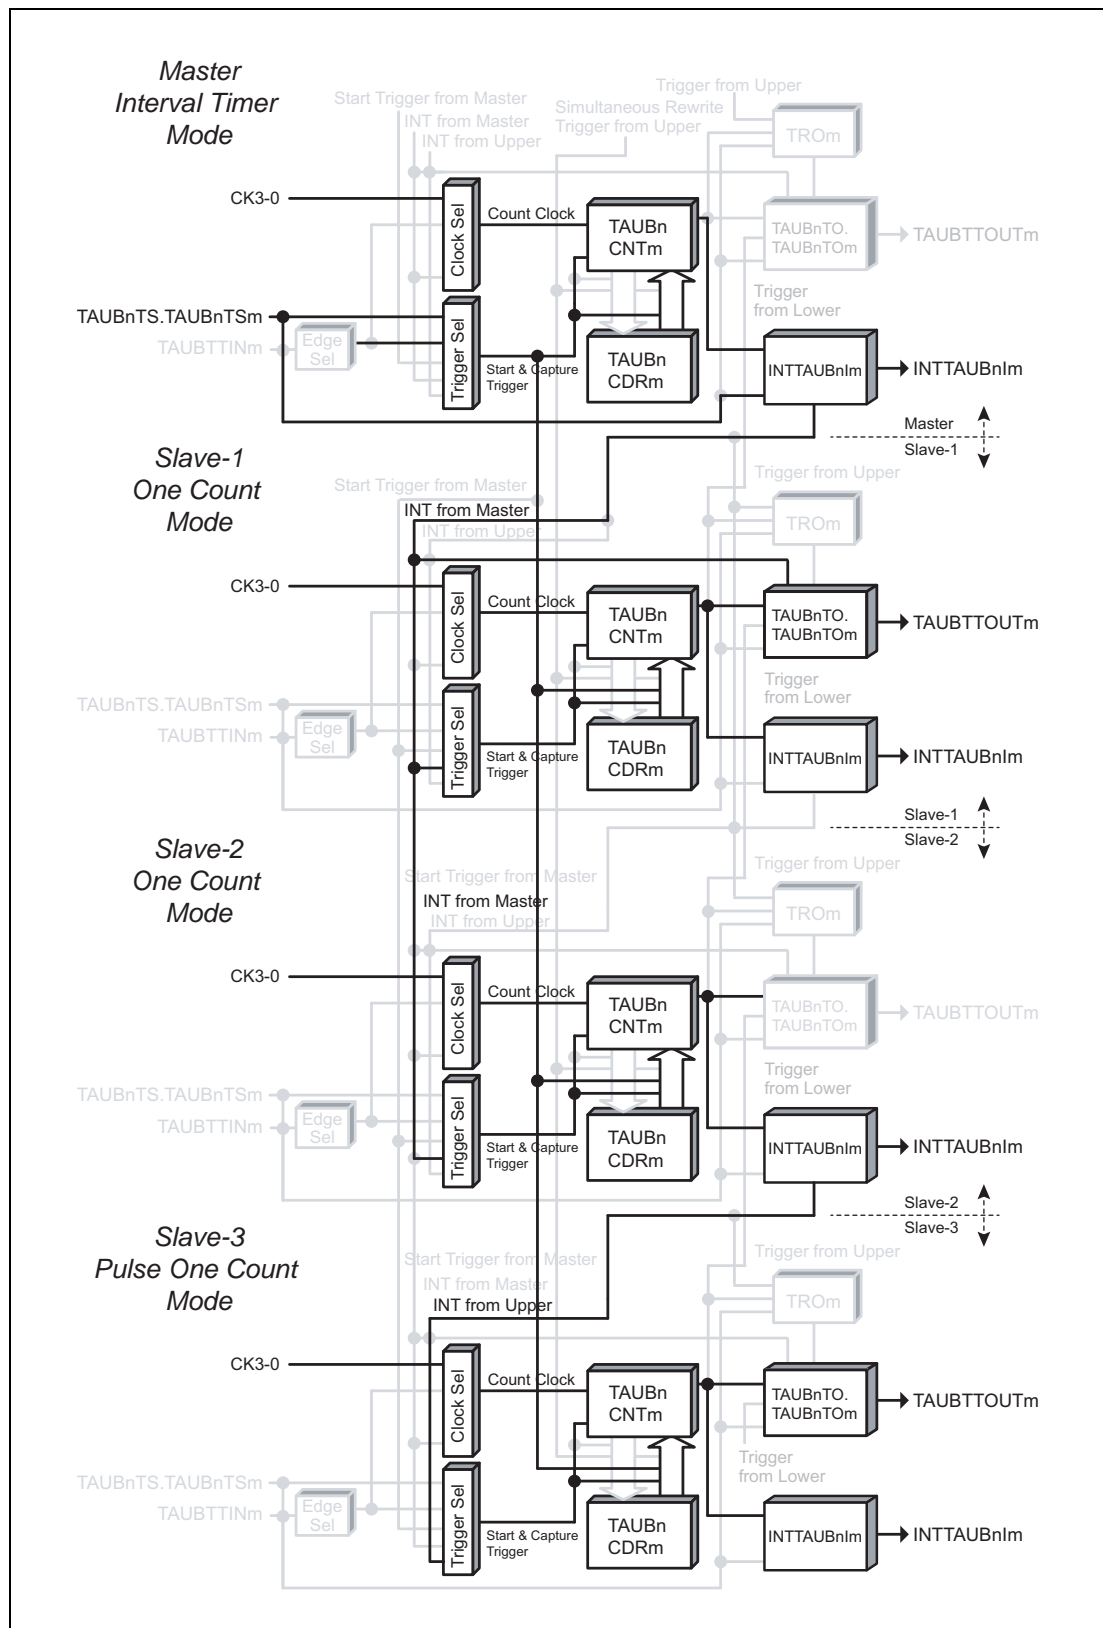 Master
Interval Timer
Mode
Start Trigger from Master
INT from Master
INT from Upper
Simultaneous Rewrite
Trigger from Upper
Trigger from Upper
TROm
CK3-0
Clock Sel
Count Clock
TAUBn
CNTm
TAUBnTO.
TAUBnTOm
TAUBTTOUTm
TAUBnTS.TAUBnTSm
TAUBTTINm
Edge
Sel
Trigger Sel
Start & Capture
Trigger
TAUBn
CDRm
Trigger
from Lower
INTTAUBnIm
INTTAUBnIm
Master
Slave-1
Slave-1
One Count
Mode
Start Trigger from Master
INT from Master
INT from Upper
Trigger from Upper
TROm
CK3-0
Clock Sel
Count Clock
TAUBn
CNTm
TAUBnTO.
TAUBnTOm
TAUBTTOUTm
TAUBnTS.TAUBnTSm
TAUBTTINm
Edge
Sel
Trigger Sel
Start & Capture
Trigger
TAUBn
CDRm
Trigger
from Lower
INTTAUBnIm
INTTAUBnIm
Slave-1
Slave-2
Slave-2
One Count
Mode
Start Trigger from Master
INT from Master
INT from Upper
Trigger from Upper
TROm
CK3-0
Clock Sel
Count Clock
TAUBn
CNTm
TAUBnTO.
TAUBnTOm
TAUBTTOUTm
TAUBnTS.TAUBnTSm
TAUBTTINm
Edge
Sel
Trigger Sel
Start & Capture
Trigger
TAUBn
CDRm
Trigger
from Lower
INTTAUBnIm
INTTAUBnIm
Slave-2
Slave-3
Slave-3
Pulse One Count
Mode
Start Trigger from Master
INT from Master
INT from Upper
Trigger from Upper
TROm
CK3-0
Clock Sel
Count Clock
TAUBn
CNTm
TAUBnTO.
TAUBnTOm
TAUBTTOUTm
TAUBnTS.TAUBnTSm
TAUBTTINm
Edge
Sel
Trigger Sel
Start & Capture
Trigger
TAUBn
CDRm
Trigger
from Lower
INTTAUBnIm
INTTAUBnIm